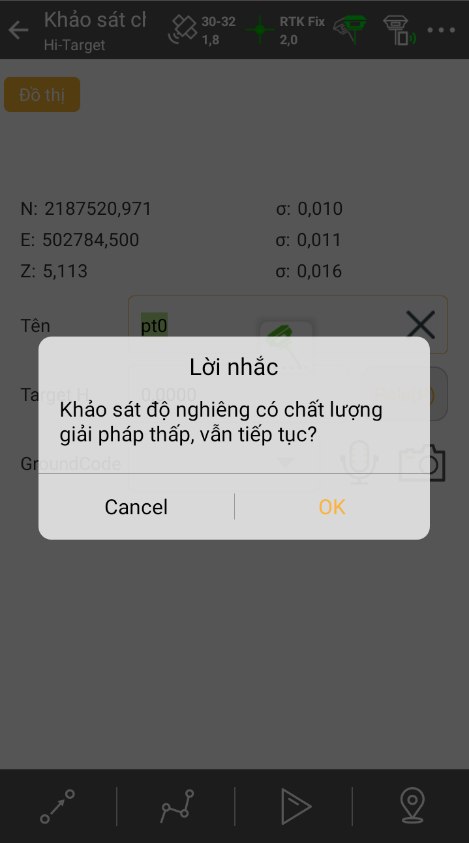 Khảo sát cł
Hi-Target
30-32
1,8
RTK Fix
2,0
Đồ thị
N: 2187520,971
σ: 0,010
E: 502784,500
σ: 0,011
Z: 5,113
σ: 0,016
Tên
pt0
Lời nhắc
Target H
0,0000
Khảo sát độ nghiêng có chất lượng
giải pháp thấp, vẫn tiếp tục?
GroundCode
Cancel
OK